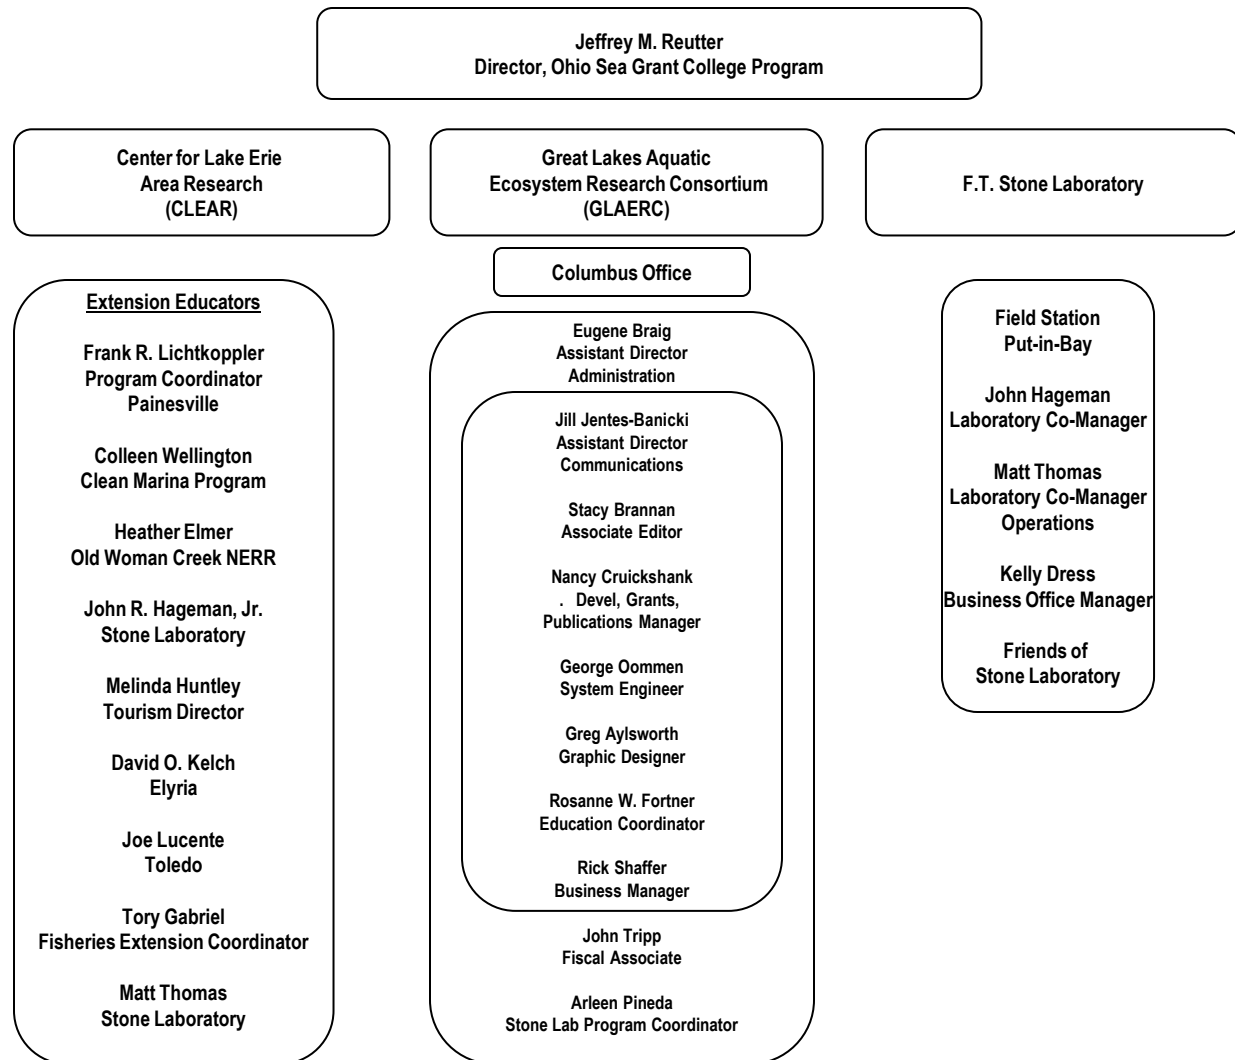 Jeffrey M. Reutter
Director, Ohio Sea Grant College Program
Center for Lake Erie
Area Research
(CLEAR)
Great Lakes Aquatic
Ecosystem Research Consortium
(GLAERC)
F.T. Stone Laboratory
Extension Educators
Frank R. Lichtkoppler
Program Coordinator
Painesville
Colleen Wellington
Clean Marina Program
Heather Elmer
Old Woman Creek NERR
John R. Hageman, Jr.
Stone Laboratory
Melinda Huntley
Tourism Director
David O. Kelch
Elyria
Joe Lucente
Toledo
Tory Gabriel
Fisheries Extension Coordinator
Matt Thomas
Stone Laboratory
Columbus Office
Eugene Braig
Assistant Director
Administration
Jill Jentes-Banicki
Assistant Director
Communications
Stacy Brannan
Associate Editor
Nancy Cruickshank
. Devel, Grants,
Publications Manager
George Oommen
System Engineer
Greg Aylsworth
Graphic Designer
Rosanne W. Fortner
Education Coordinator
Rick Shaffer
Business Manager
John Tripp
Fiscal Associate
Arleen Pineda
Stone Lab Program Coordinator
Field Station
Put-in-Bay
John Hageman
Laboratory Co-Manager
Matt Thomas
Laboratory Co-Manager
Operations
Kelly Dress
Business Office Manager
Friends of
Stone Laboratory